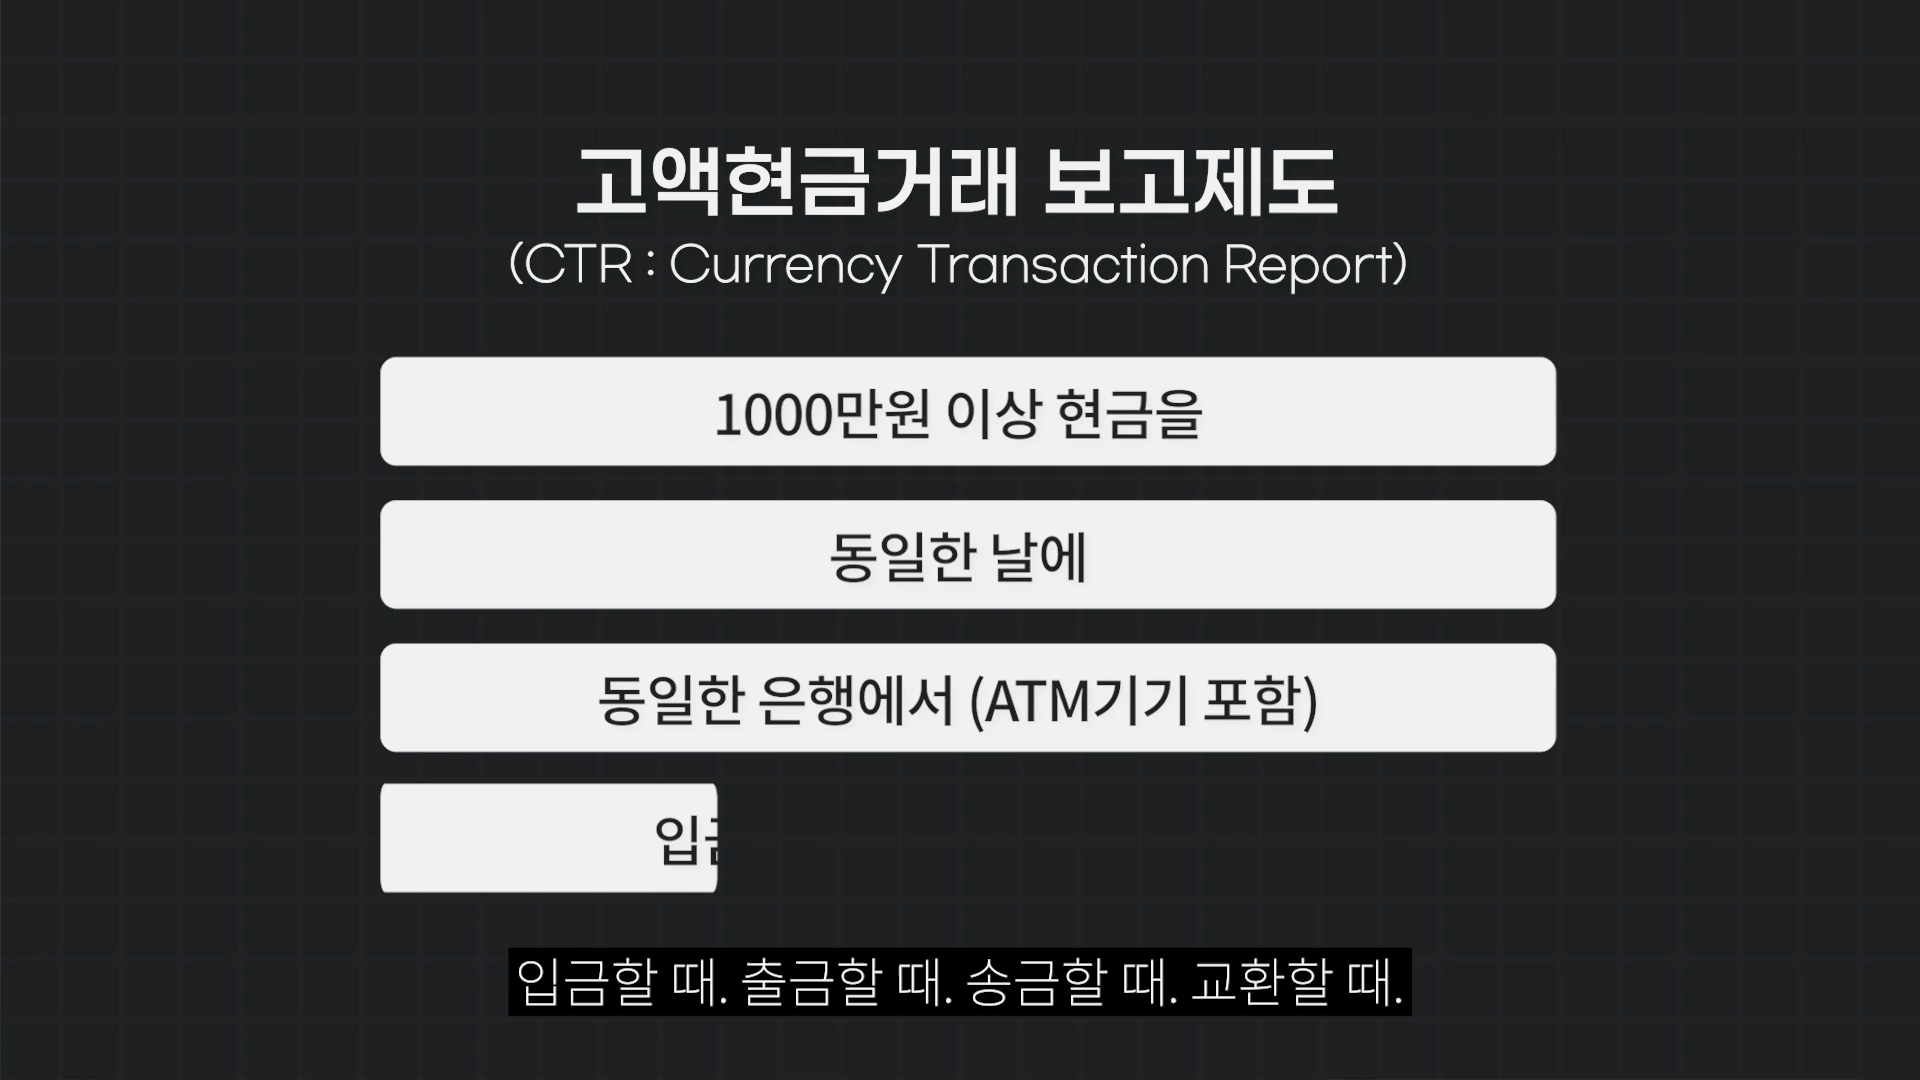 고액현금거래 보고제도
(CTR : Currency Transaction Report)
1000만원 이상 현금을
동일한 날에
동일한 은행에서 (ATM기기 포함)
입
입금할 때. 출금할 때. 송금할 때. 교환할 때.